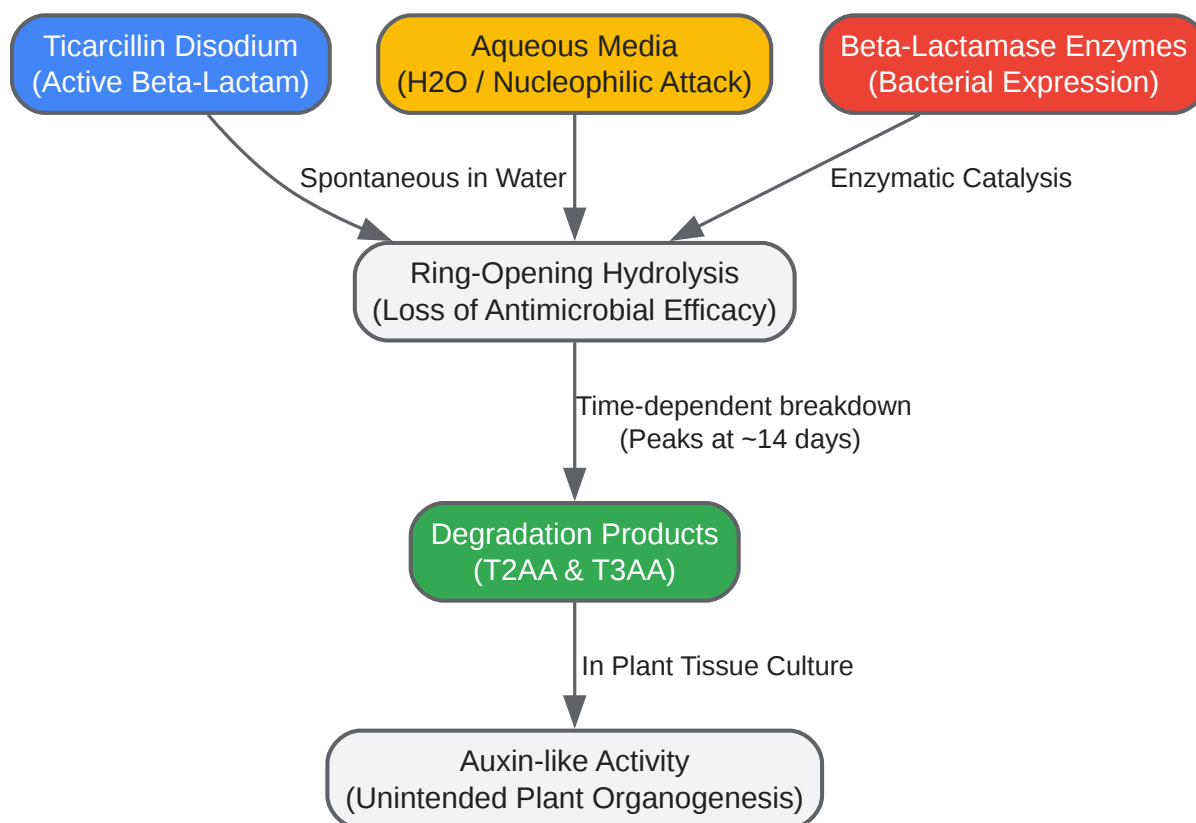 Ticarcillin Disodium
(Active Beta-Lactam)
Aqueous Media
(H2O / Nucleophilic Attack)
Beta-Lactamase Enzymes
(Bacterial Expression)
Spontaneous in Water
Enzymatic Catalysis
Ring-Opening Hydrolysis
(Loss of Antimicrobial Efficacy)
Time-dependent breakdown
(Peaks at ~14 days)
Degradation Products
(T2AA & T3AA)
In Plant Tissue Culture
Auxin-like Activity
(Unintended Plant Organogenesis)